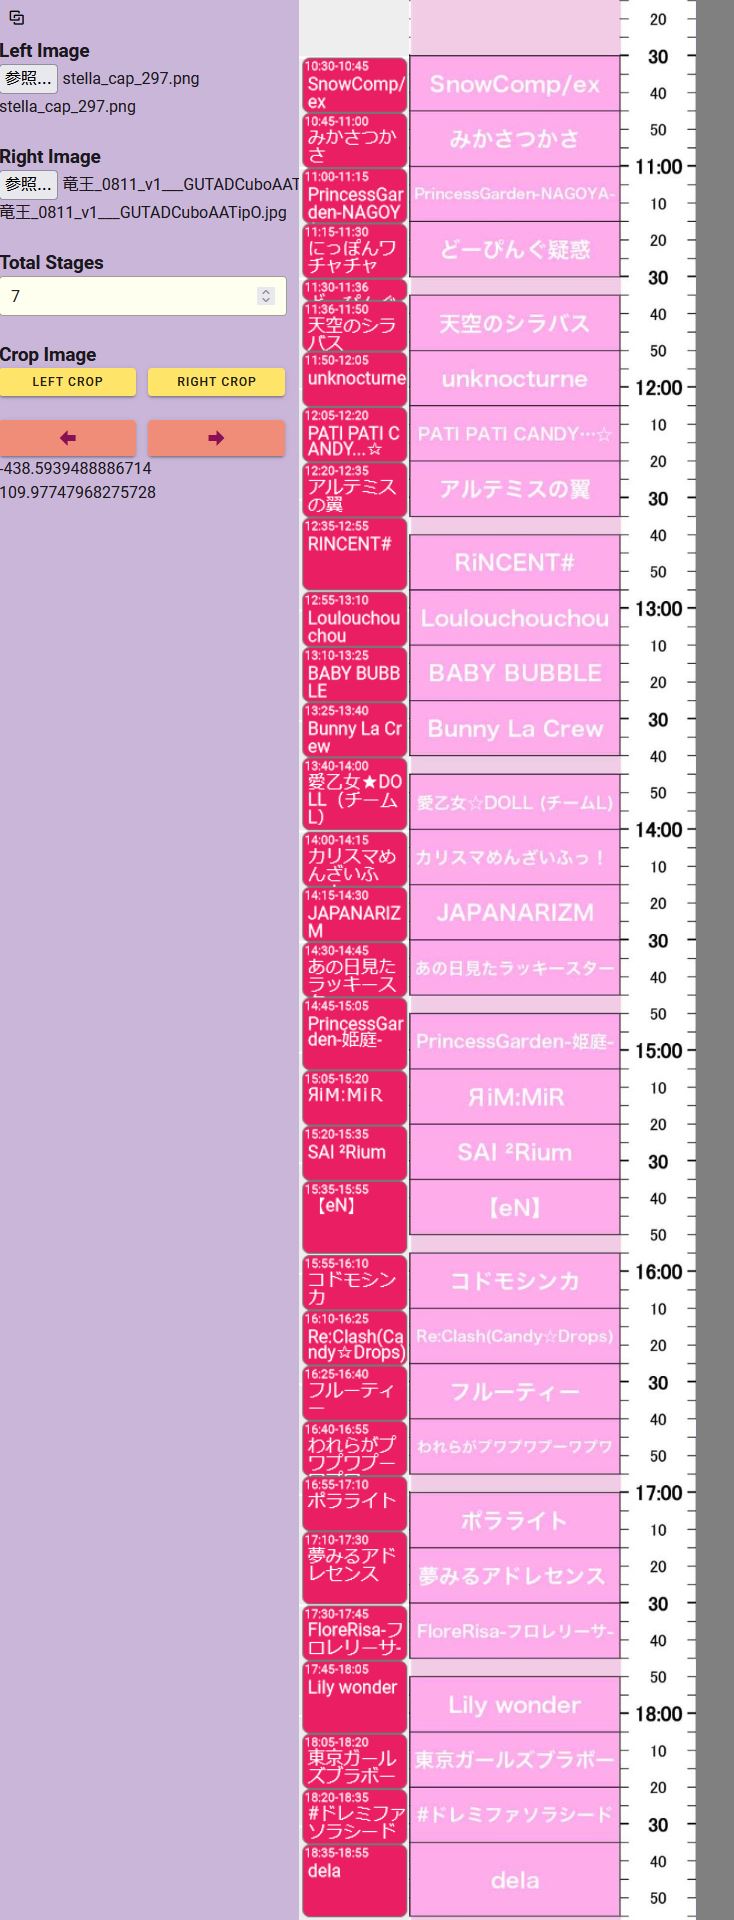 Left Image
参照... stella_cap_297.png
stella_cap_297.png
Right Image
参照... 竜王_0811_v1___GUTADCuboAAT
竜王_0811_v1___GUTADCuboAATipO.jpg
Total Stages
7
Crop Image
LEFT CROP RIGHT CROP
-438.5939488886714
109.97747968275728
10:30-10:45
SnowComp/
ex
10:45-11:00
みかさつか
さ
11:00-11:15
PrincessGar
den-NAGOY
11:15-11:30
にっぽんワ
チャチャ
11:30-11:36
11:36-11:50
天空のシラ
バス
11:50-12:05
unknocturne
12:05-12:20
PATI PATI C
ANDY...☆
12:20-12:35
アルテミス
の翼
12:35-12:55
RINCENT#
12:55-13:10
Loulouchou
chou
13:10-13:25
BABY BUBB
LE
13:25-13:40
Bunny La Cr
ew
13:40-14:00
愛乙女★DO
LL（チーム
L）
14:00-14:15
カリスマめ
んざいふ
14:15-14:30
JAPANARIZ
M
14:30-14:45
あの日見た
ラッキース
14:45-15:05
PrincessGar
den-姫庭-
15:05-15:20
ЯiM:MiR
15:20-15:35
SAI ²Rium
15:35-15:55
【eN】
15:55-16:10
コドモシン
カ
16:10-16:25
Re:Clash(Ca
ndy☆Drops)
16:25-16:40
フルーティ
ー
16:40-16:55
われらがプ
ワプワプー
16:55-17:10
ポラライト
17:10-17:30
夢みるアド
レセンス
17:30-17:45
FloreRisa-フ
ロレリーサ-
17:45-18:05
Lily wonder
18:05-18:20
東京ガール
ズブラボー
18:20-18:35
#ドレミファ
ソラシード
18:35-18:55
dela
SnowComp/ex
みかさつかさ
PrincessGarden-NAGOYA-
どーぴんぐ疑惑
天空のシラバス
unknocturne
PATI PATI CANDY…☆
アルテミスの翼
RiNCENT#
Loulouchouchou
BABY BUBBLE
Bunny La Crew
愛乙女☆DOLL (チームL)
カリスマめんざいふっ！
JAPANARIZM
あの日見たラッキースター
PrincessGarden-姫庭-
ЯiM:MiR
SAI ²Rium
【eN】
コドモシンカ
Re:Clash(Candy☆Drops)
フルーティー
われらがプワプワプーワプワ
ポラライト
夢みるアドレセンス
FloreRisa-フロレリーサ-
Lily wonder
東京ガールズブラボー
#ドレミファソラシード
dela
20
30
40
50
11:00
10
20
30
40
50
12:00
10
20
30
40
50
13:00
10
20
30
40
50
14:00
10
20
30
40
50
15:00
10
20
30
40
50
16:00
10
20
30
40
50
17:00
10
20
30
40
50
18:00
10
20
30
40
50